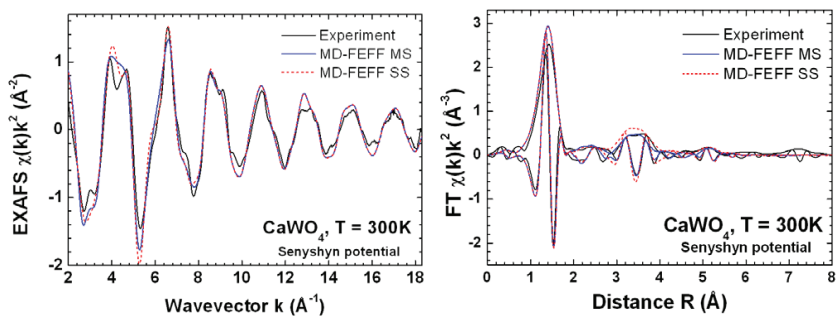 EXAFS χ(k)k² (Å⁻²)
1
0
-1
-2
2 4 6 8 10 12 14 16 18
Wavevector k (Å⁻¹)
Experiment
MD-FEFF MS
MD-FEFF SS
CaWO₄, T = 300K
Senyshyn potential
FT χ(k)k² (Å⁻³)
3
2
1
0
-1
-2
0 1 2 3 4 5 6 7 8
Distance R (Å)
Experiment
MD-FEFF MS
MD-FEFF SS
CaWO₄, T = 300K
Senyshyn potential